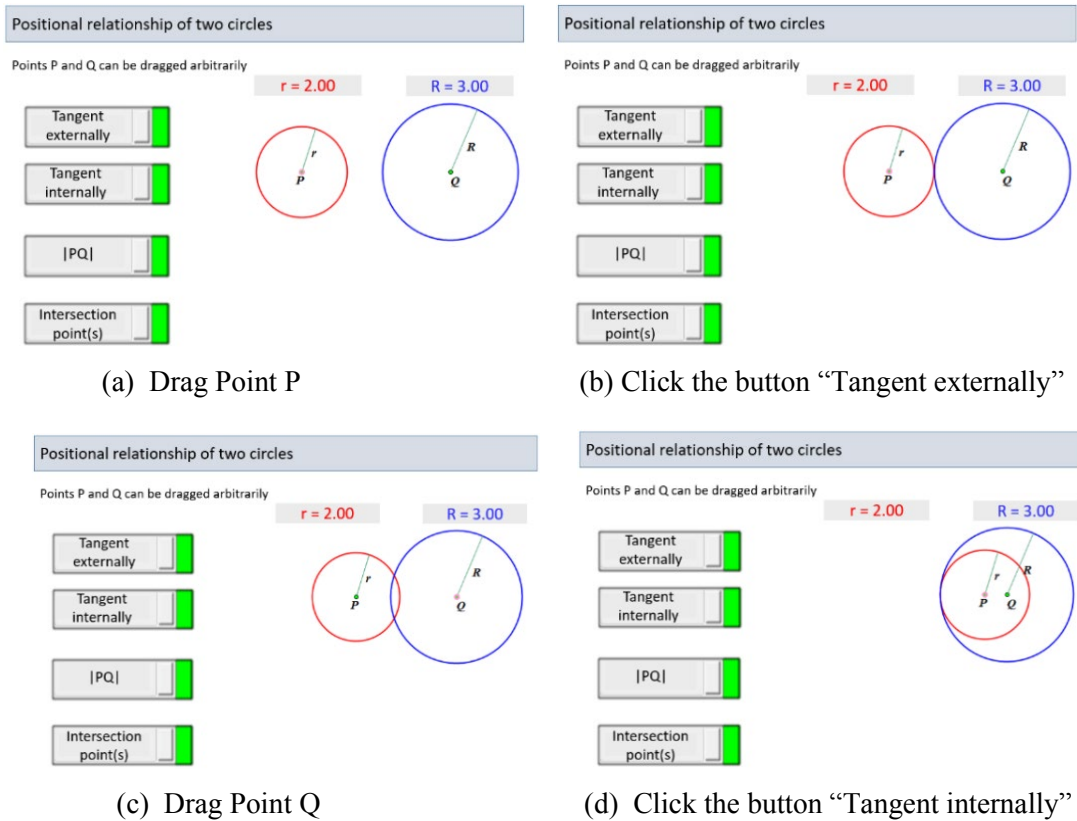 Positional relationship of two circles
Points P and Q can be dragged arbitrarily
r = 2.00
R = 3.00
Tangent
externally
Tangent
internally
|PQ|
Intersection
point(s)
r
P
R
Q
(a) Drag Point P
Positional relationship of two circles
Points P and Q can be dragged arbitrarily
r = 2.00
R = 3.00
Tangent
externally
Tangent
internally
|PQ|
Intersection
point(s)
r
P
R
Q
(b) Click the button “Tangent externally”
Positional relationship of two circles
Points P and Q can be dragged arbitrarily
r = 2.00
R = 3.00
Tangent
externally
Tangent
internally
|PQ|
Intersection
point(s)
r
P
R
Q
(c) Drag Point Q
Positional relationship of two circles
Points P and Q can be dragged arbitrarily
r = 2.00
R = 3.00
Tangent
externally
Tangent
internally
|PQ|
Intersection
point(s)
r
R
P
Q
(d) Click the button “Tangent internally”